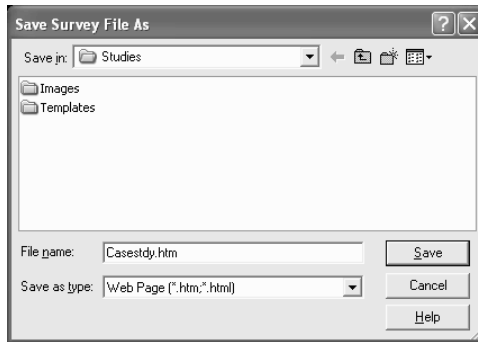 Save Survey File As
Save in: Studies
Images
Templates
File name: Casestdy.htm Save
Save as type: Web Page (*.htm;*.html) Cancel
Help